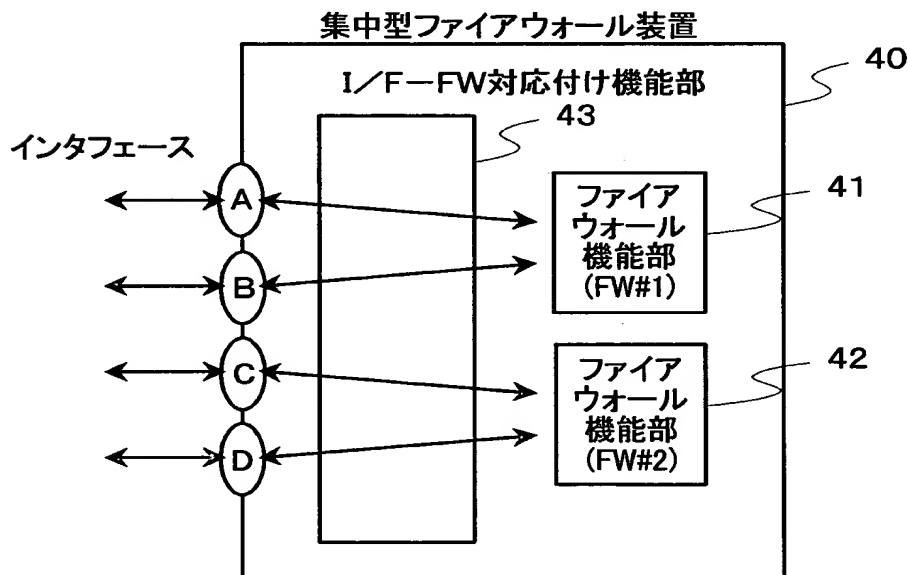 集中型ファイアウォール装置
40
I/F-FW対応付け機能部
43
インタフェース
A
ファイア
ウォール
機能部
(FW#1)
41
B
C
ファイア
ウォール
機能部
(FW#2)
42
D